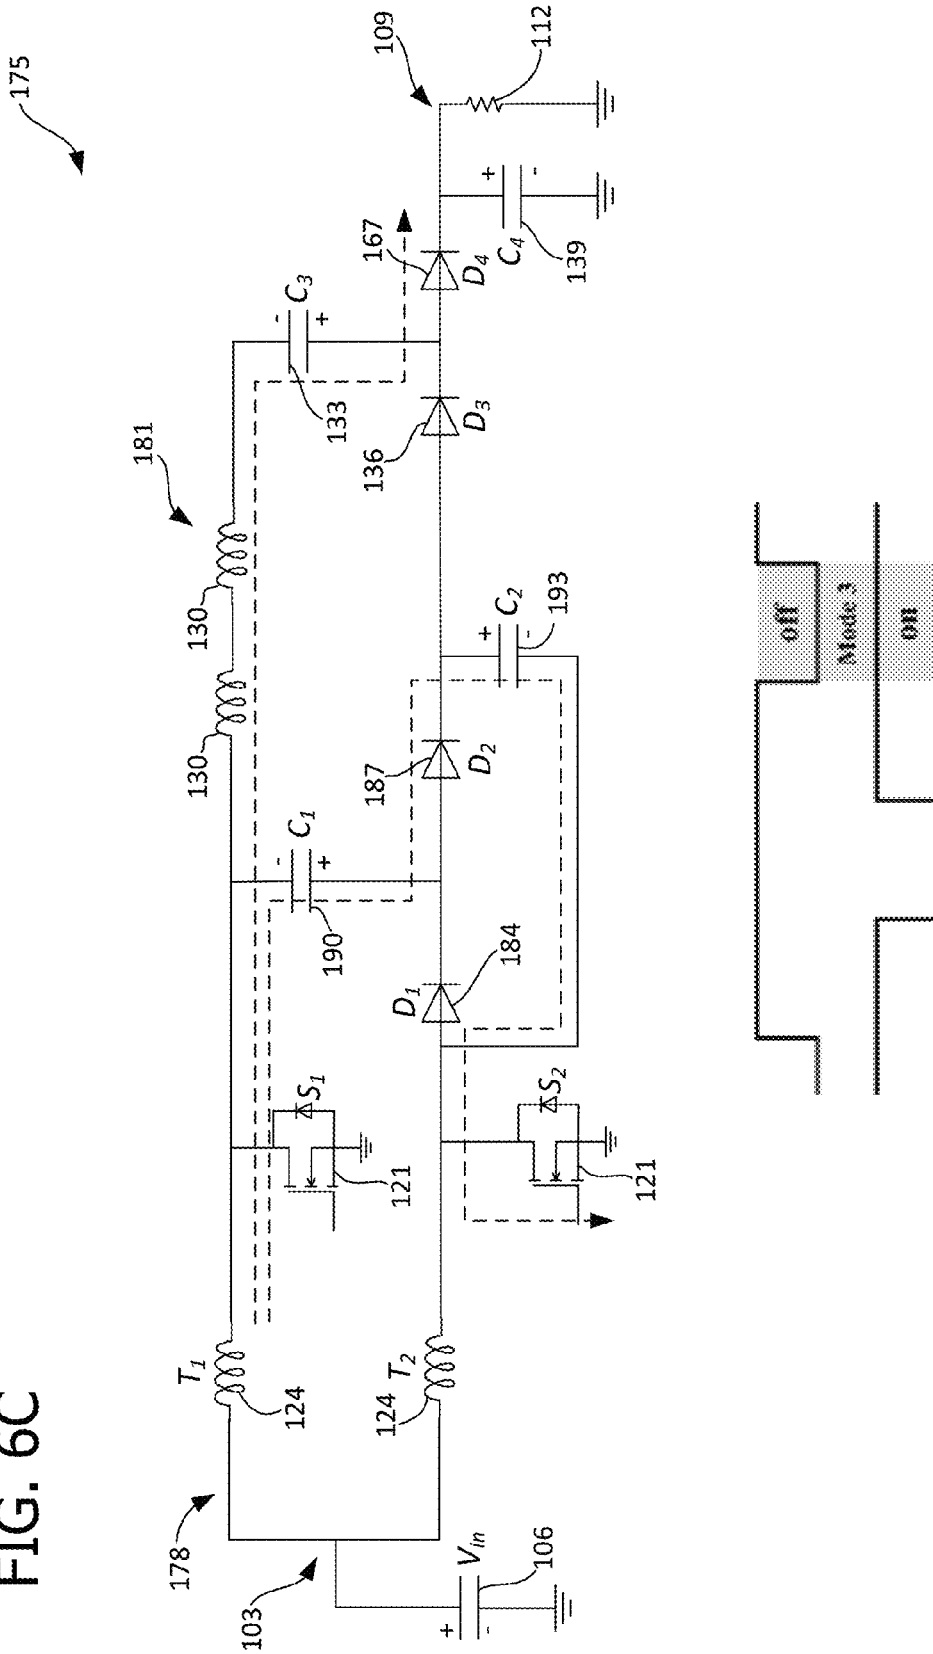 FIG. 6C
175
181
109
178
103
T₁
124
130
130
C₃
-
+
133
167
D₄
136
D₃
C₄
+
-
139
112
C₁
-
+
190
187
D₂
C₂
+
-
193
D₁
184
S₁
121
T₂
124
S₂
121
Vᵢₙ
+
-
106
off
Mode 3
on